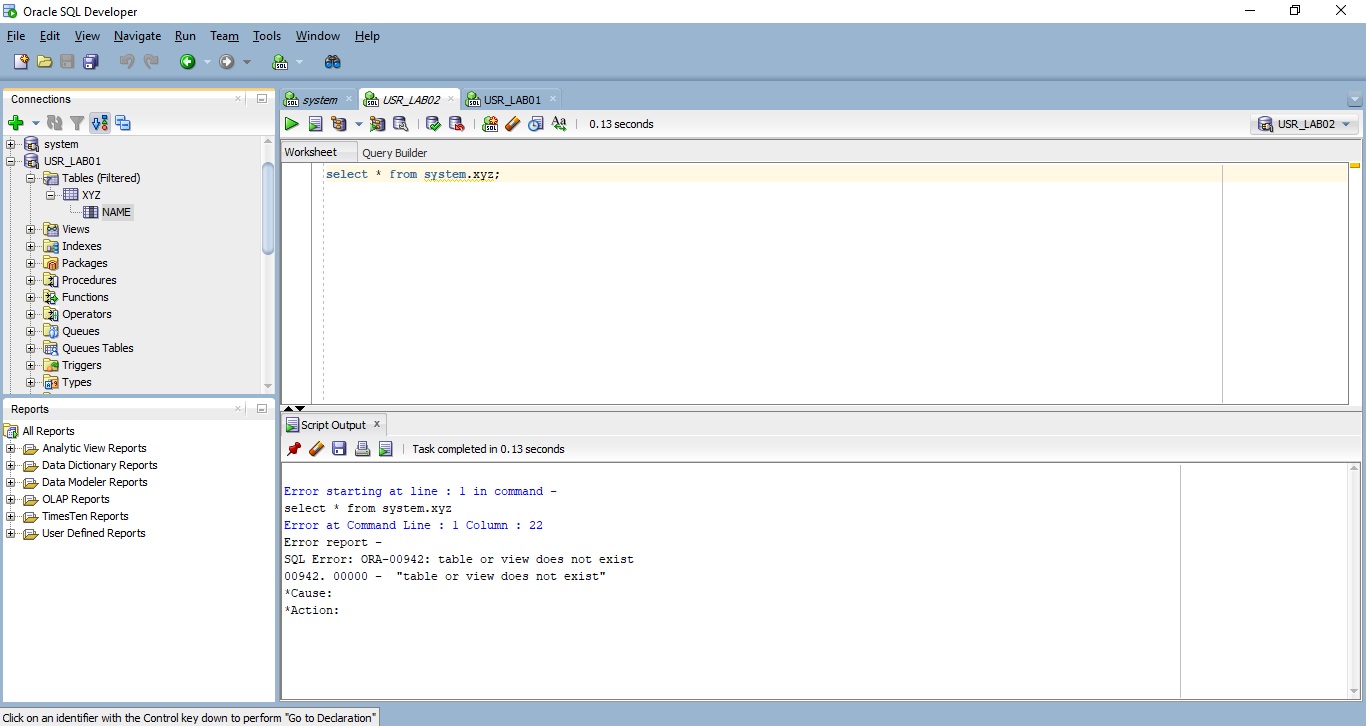 Oracle SQL Developer
File Edit View Navigate Run Team Tools Window Help
Connections
system
USR_LAB01
Tables (Filtered)
XYZ
NAME
Views
Indexes
Packages
Procedures
Functions
Operators
Queues
Queues Tables
Triggers
Types
Reports
All Reports
Analytic View Reports
Data Dictionary Reports
Data Modeler Reports
OLAP Reports
TimesTen Reports
User Defined Reports
system USR_LAB02 USR_LAB01
0.13 seconds USR_LAB02
Worksheet Query Builder
select * from system.xyz;
Script Output
Task completed in 0.13 seconds
Error starting at line : 1 in command -
select * from system.xyz
Error at Command Line : 1 Column : 22
Error report -
SQL Error: ORA-00942: table or view does not exist
00942. 00000 - "table or view does not exist"
*Cause:
*Action:
Click on an identifier with the Control key down to perform "Go to Declaration"